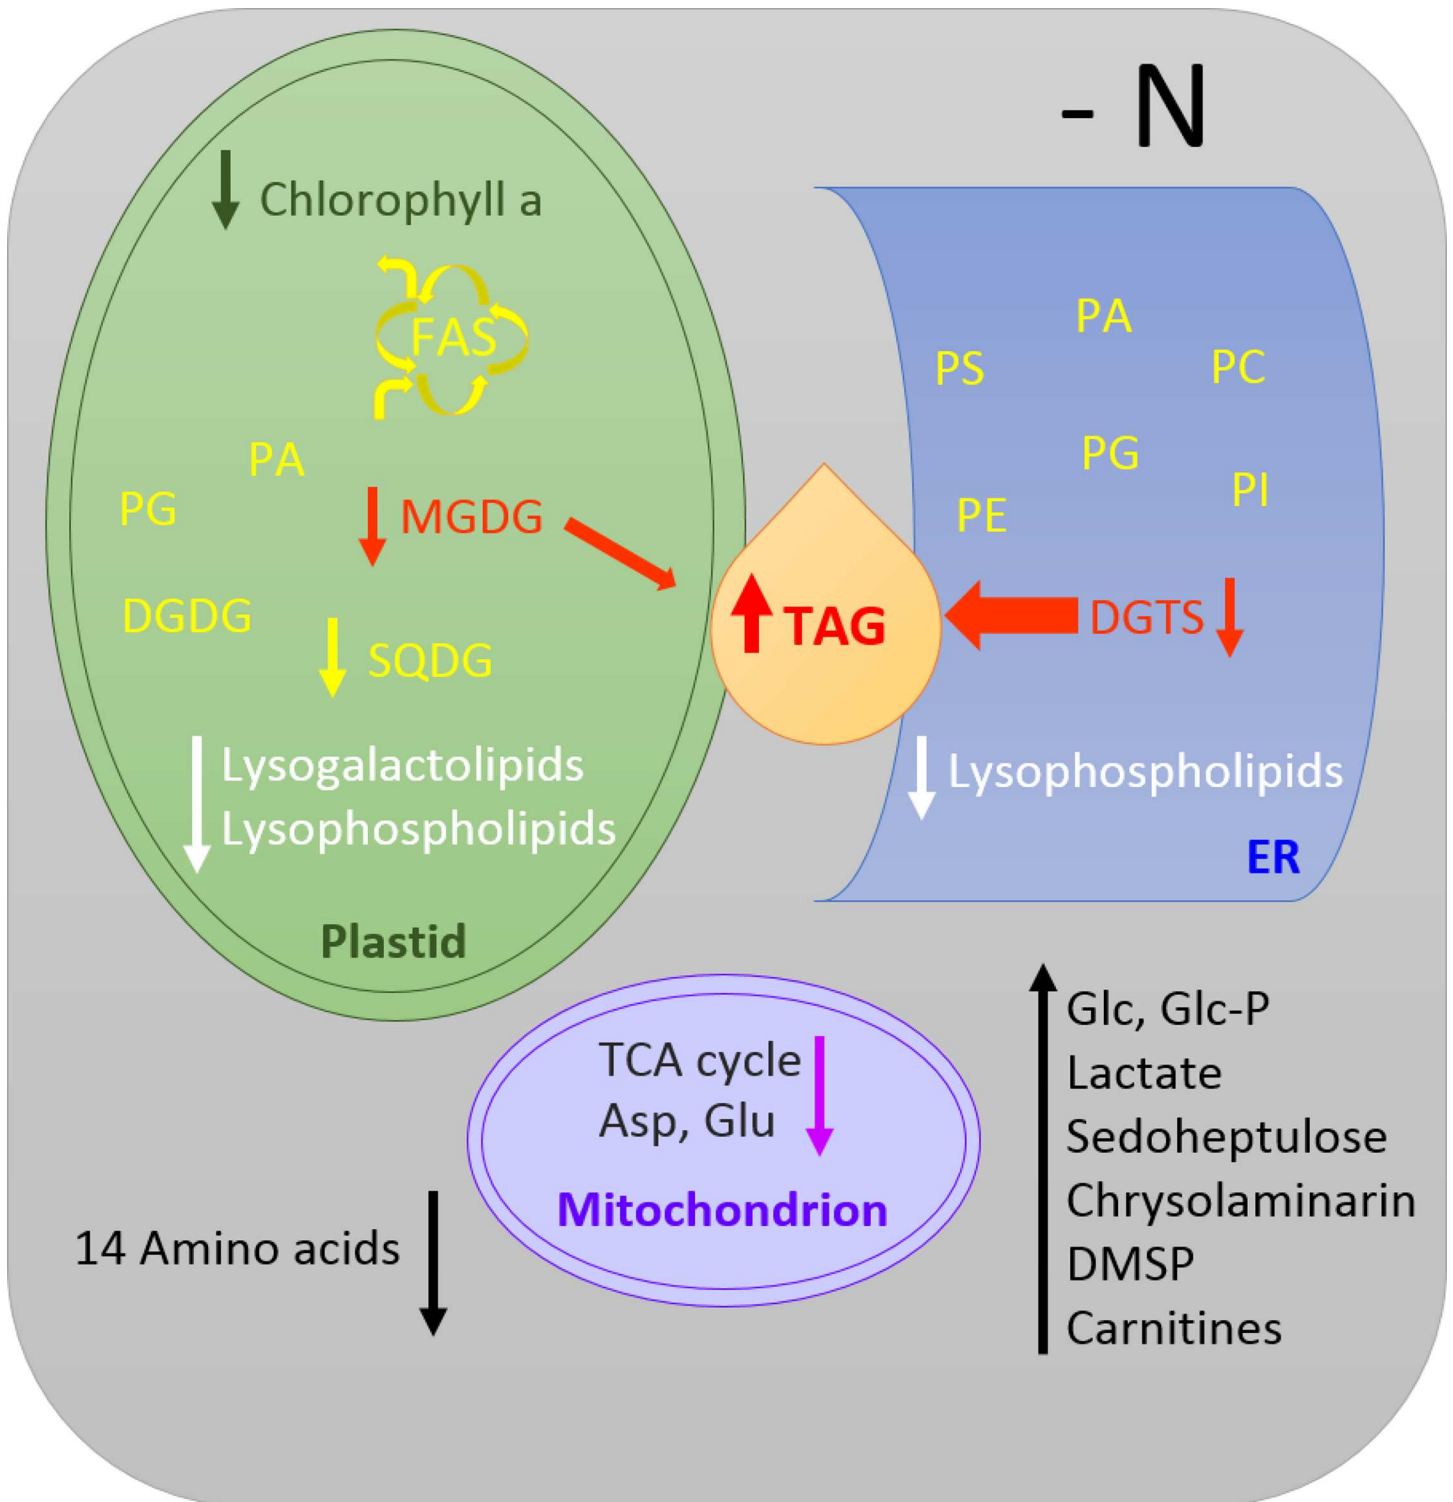 - N
Chlorophyll a
FAS
PA
PG
MGDG
DGDG
SQDG
Lysogalactolipids
Lysophospholipids
Plastid
TAG
PA
PS
PC
PG
PI
PE
DGTS
Lysophospholipids
ER
TCA cycle
Asp, Glu
Mitochondrion
14 Amino acids
Glc, Glc-P
Lactate
Sedoheptulose
Chrysolaminarin
DMSP
Carnitines